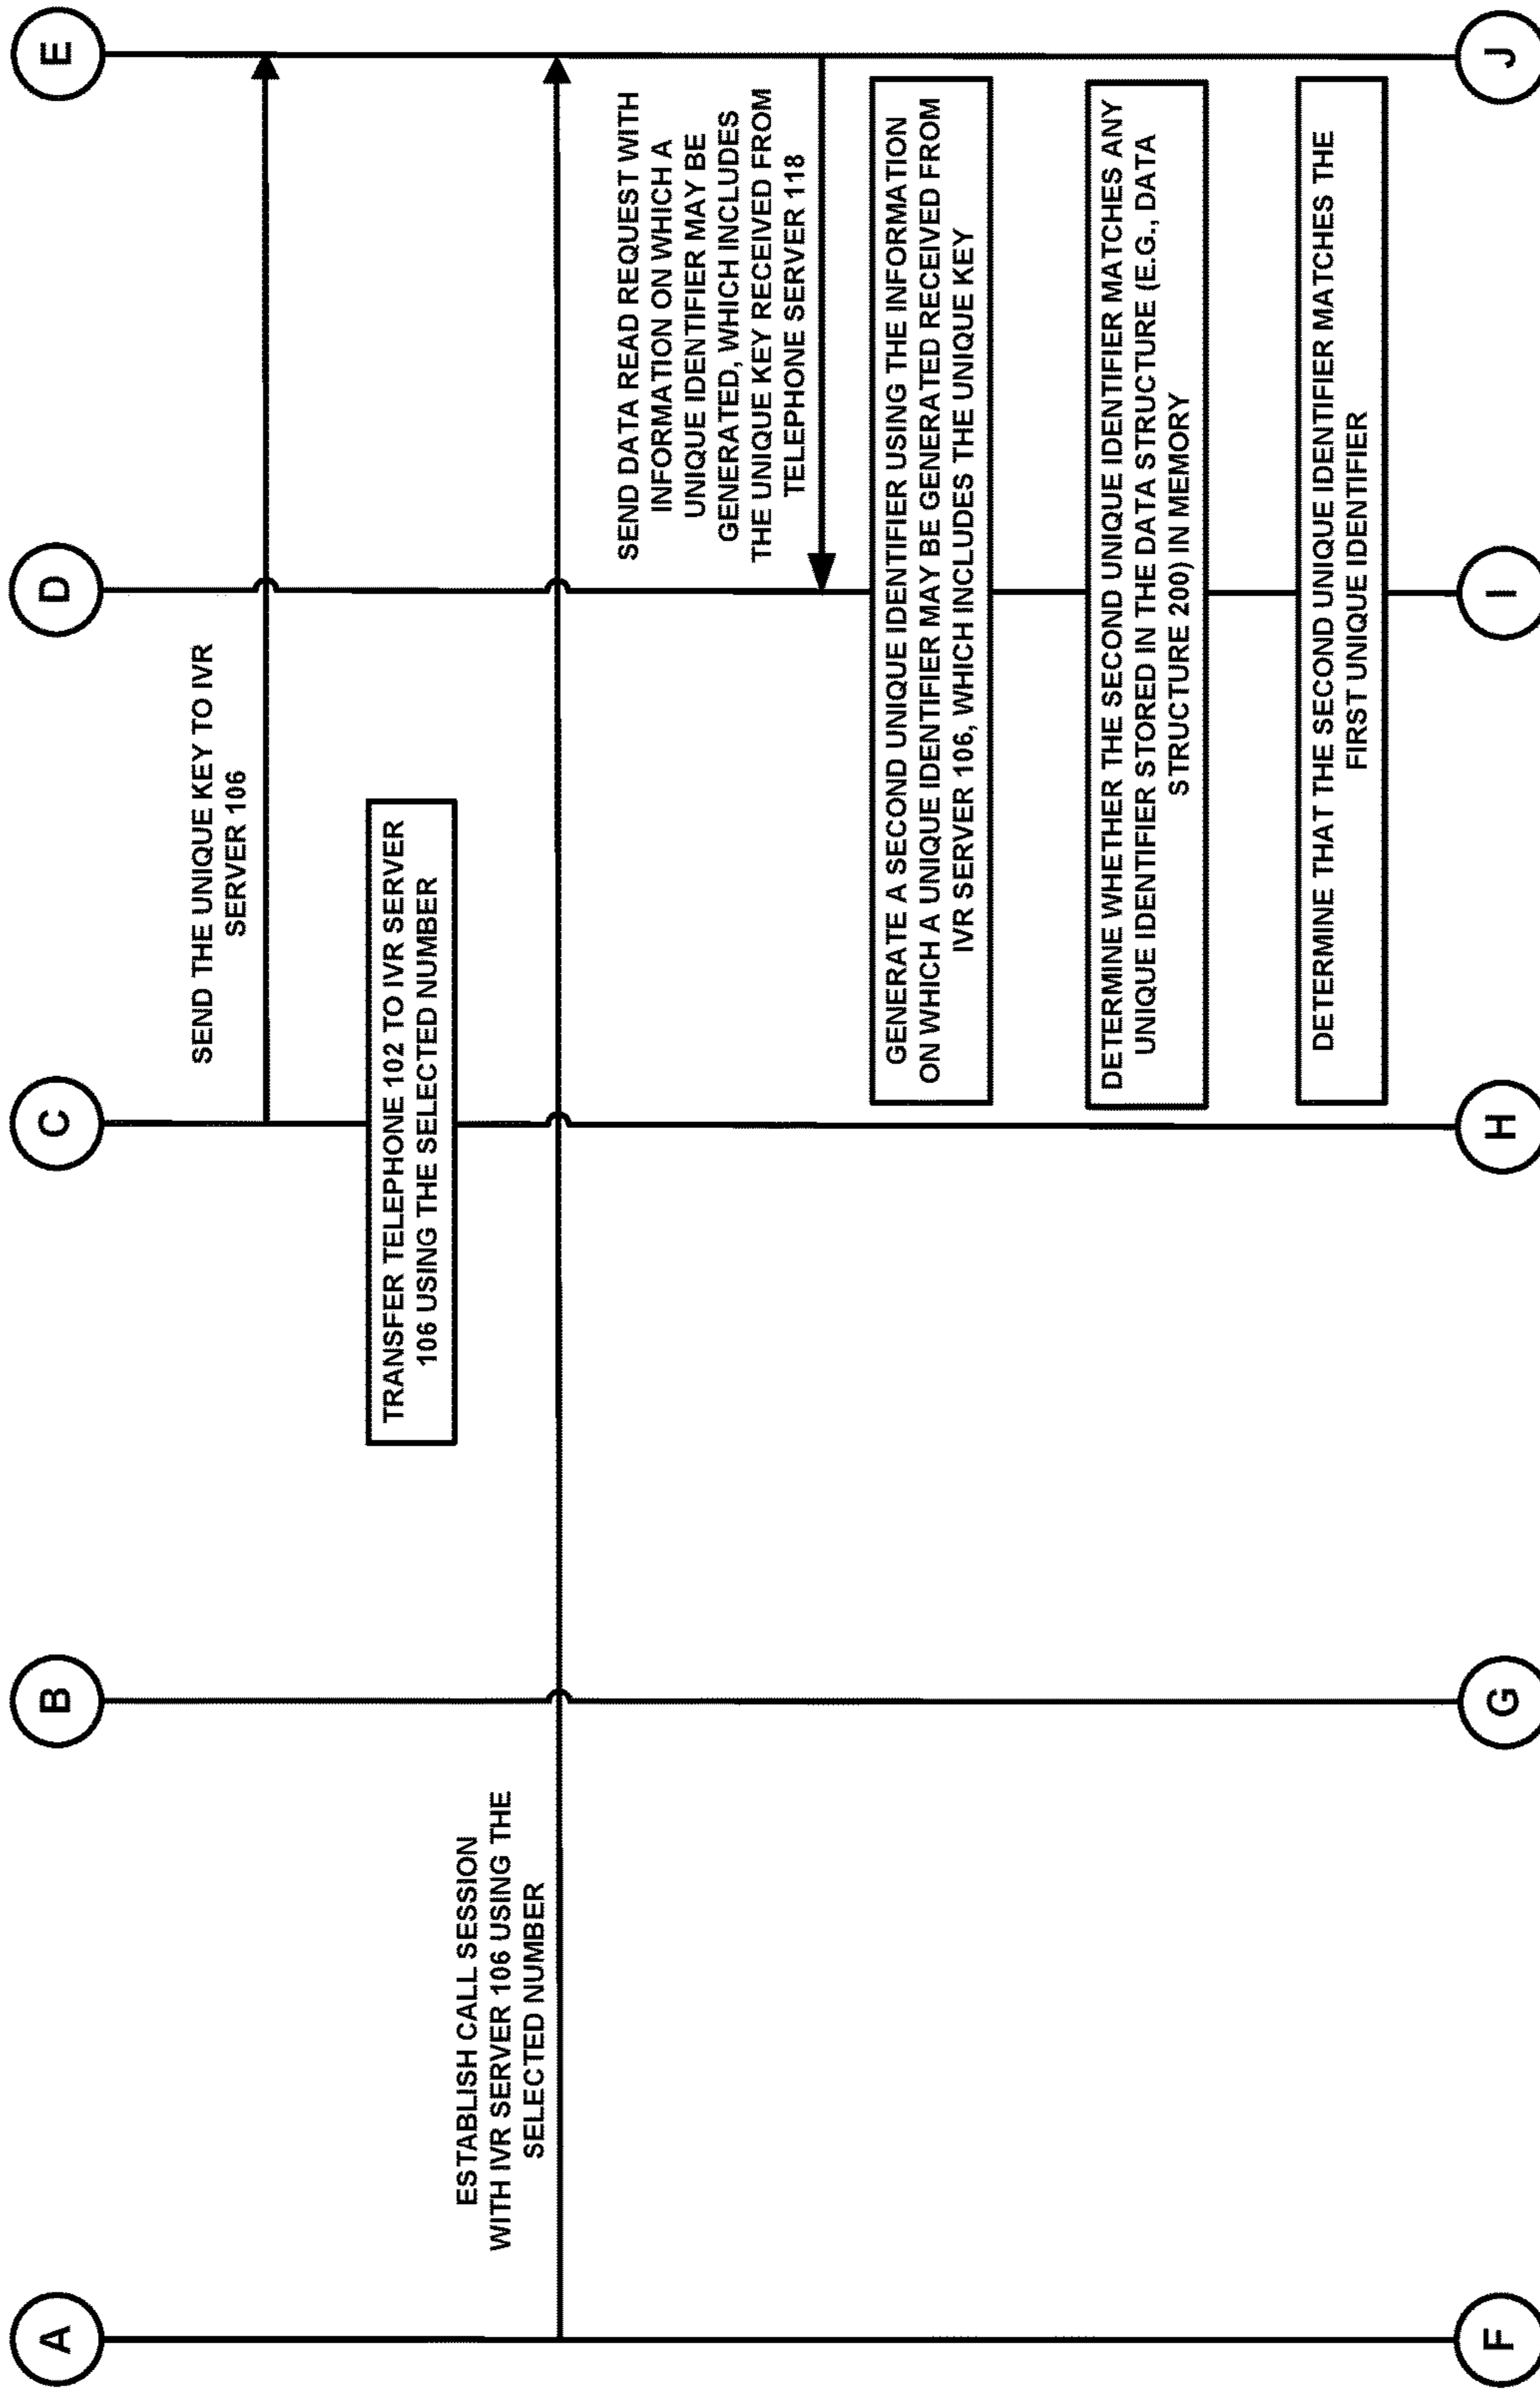 A
B
C
D
E
SEND THE UNIQUE KEY TO IVR
SERVER 106
TRANSFER TELEPHONE 102 TO IVR SERVER
106 USING THE SELECTED NUMBER
ESTABLISH CALL SESSION
WITH IVR SERVER 106 USING THE
SELECTED NUMBER
SEND DATA READ REQUEST WITH
INFORMATION ON WHICH A
UNIQUE IDENTIFIER MAY BE
GENERATED, WHICH INCLUDES
THE UNIQUE KEY RECEIVED FROM
TELEPHONE SERVER 118
GENERATE A SECOND UNIQUE IDENTIFIER USING THE INFORMATION
ON WHICH A UNIQUE IDENTIFIER MAY BE GENERATED RECEIVED FROM
IVR SERVER 106, WHICH INCLUDES THE UNIQUE KEY
DETERMINE WHETHER THE SECOND UNIQUE IDENTIFIER MATCHES ANY
UNIQUE IDENTIFIER STORED IN THE DATA STRUCTURE (E.G., DATA
STRUCTURE 200) IN MEMORY
DETERMINE THAT THE SECOND UNIQUE IDENTIFIER MATCHES THE
FIRST UNIQUE IDENTIFIER
F
G
H
I
J